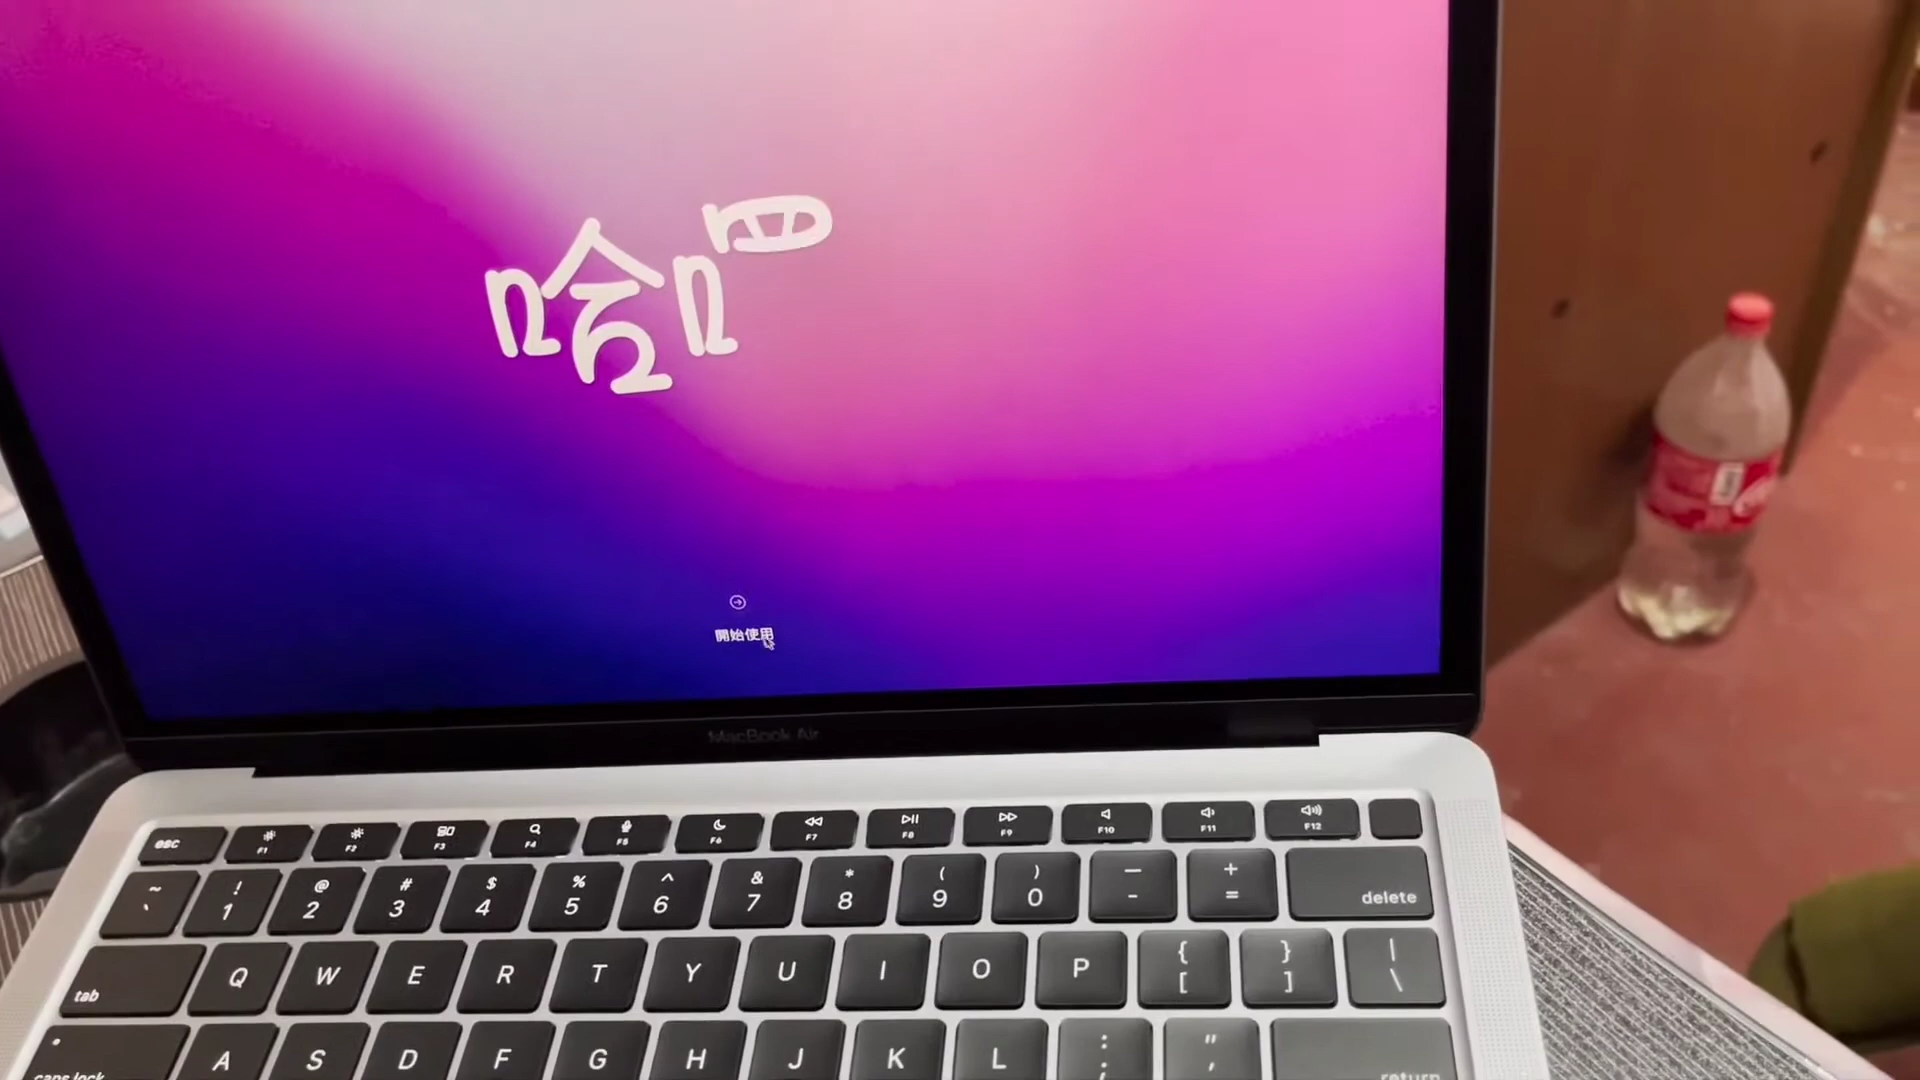 哈
開始使用
MacBook Air
esc F1 F2 F3 F4 F5 F6 F7 F8 F9 F10 F11 F12
~ ! @ # $ % ^ & * ( ) — +
` 1 2 3 4 5 6 7 8 9 0 - = delete
tab Q W E R T Y U I O P { [ } ] | \
caps lock A S D F G H J K L : ; " ' return